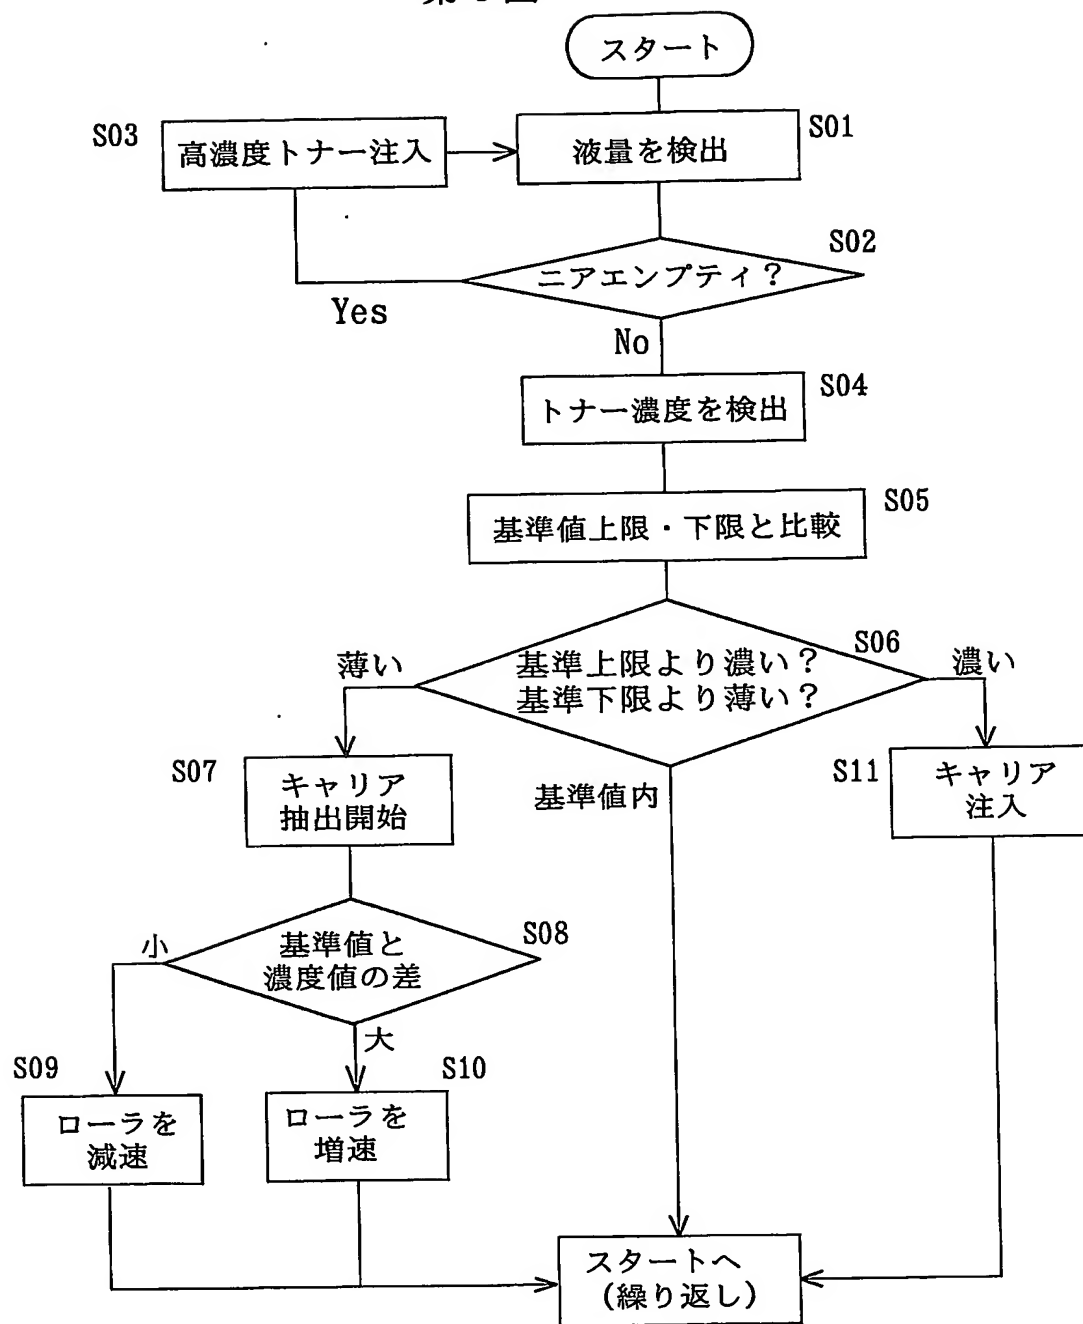 スタート
S03
高濃度トナー注入
液量を検出
S01
S02
ニアエンプティ？
Yes
No
トナー濃度を検出
S04
基準値上限・下限と比較
S05
S06
薄い
基準上限より濃い？
基準下限より薄い？
濃い
S07
キャリア
抽出開始
基準値内
S11
キャリア
注入
小
基準値と
濃度値の差
S08
大
S09
ローラを
減速
S10
ローラを
増速
スタートへ
(繰り返し)